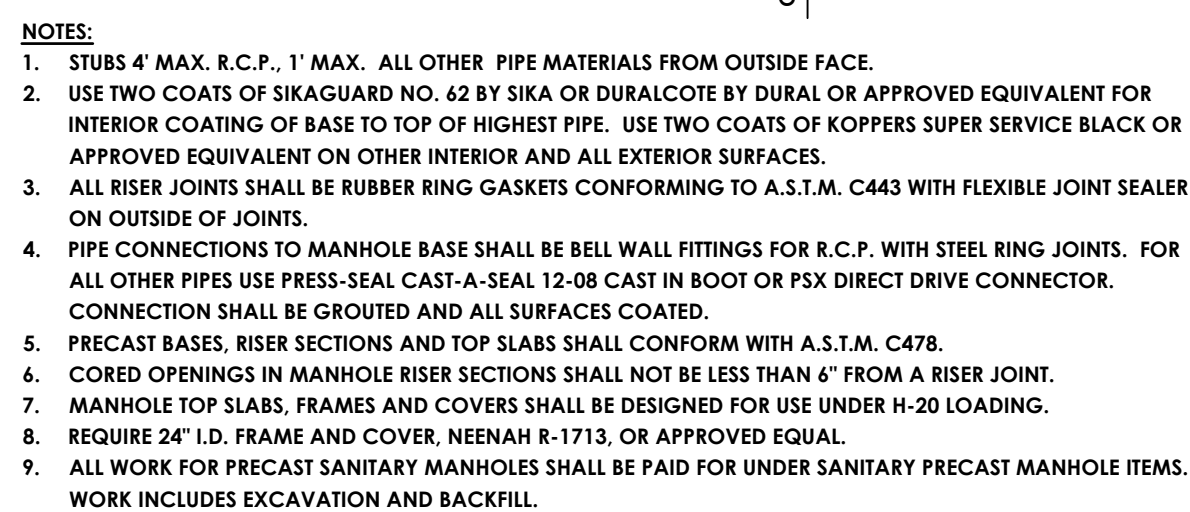 NOTES:
1. STUBS 4' MAX. R.C.P., 1' MAX. ALL OTHER PIPE MATERIALS FROM OUTSIDE FACE.
2. USE TWO COATS OF SIKAGUARD NO. 62 BY SIKA OR DURALCOTE BY DURAL OR APPROVED EQUIVALENT FOR
INTERIOR COATING OF BASE TO TOP OF HIGHEST PIPE. USE TWO COATS OF KOPPERS SUPER SERVICE BLACK OR
APPROVED EQUIVALENT ON OTHER INTERIOR AND ALL EXTERIOR SURFACES.
3. ALL RISER JOINTS SHALL BE RUBBER RING GASKETS CONFORMING TO A.S.T.M. C443 WITH FLEXIBLE JOINT SEALER
ON OUTSIDE OF JOINTS.
4. PIPE CONNECTIONS TO MANHOLE BASE SHALL BE BELL WALL FITTINGS FOR R.C.P. WITH STEEL RING JOINTS. FOR
ALL OTHER PIPES USE PRESS-SEAL CAST-A-SEAL 12-08 CAST IN BOOT OR PSX DIRECT DRIVE CONNECTOR.
CONNECTION SHALL BE GROUTED AND ALL SURFACES COATED.
5. PRECAST BASES, RISER SECTIONS AND TOP SLABS SHALL CONFORM WITH A.S.T.M. C478.
6. CORED OPENINGS IN MANHOLE RISER SECTIONS SHALL NOT BE LESS THAN 6" FROM A RISER JOINT.
7. MANHOLE TOP SLABS, FRAMES AND COVERS SHALL BE DESIGNED FOR USE UNDER H-20 LOADING.
8. REQUIRE 24" I.D. FRAME AND COVER, NEENAH R-1713, OR APPROVED EQUAL.
9. ALL WORK FOR PRECAST SANITARY MANHOLES SHALL BE PAID FOR UNDER SANITARY PRECAST MANHOLE ITEMS.
WORK INCLUDES EXCAVATION AND BACKFILL.